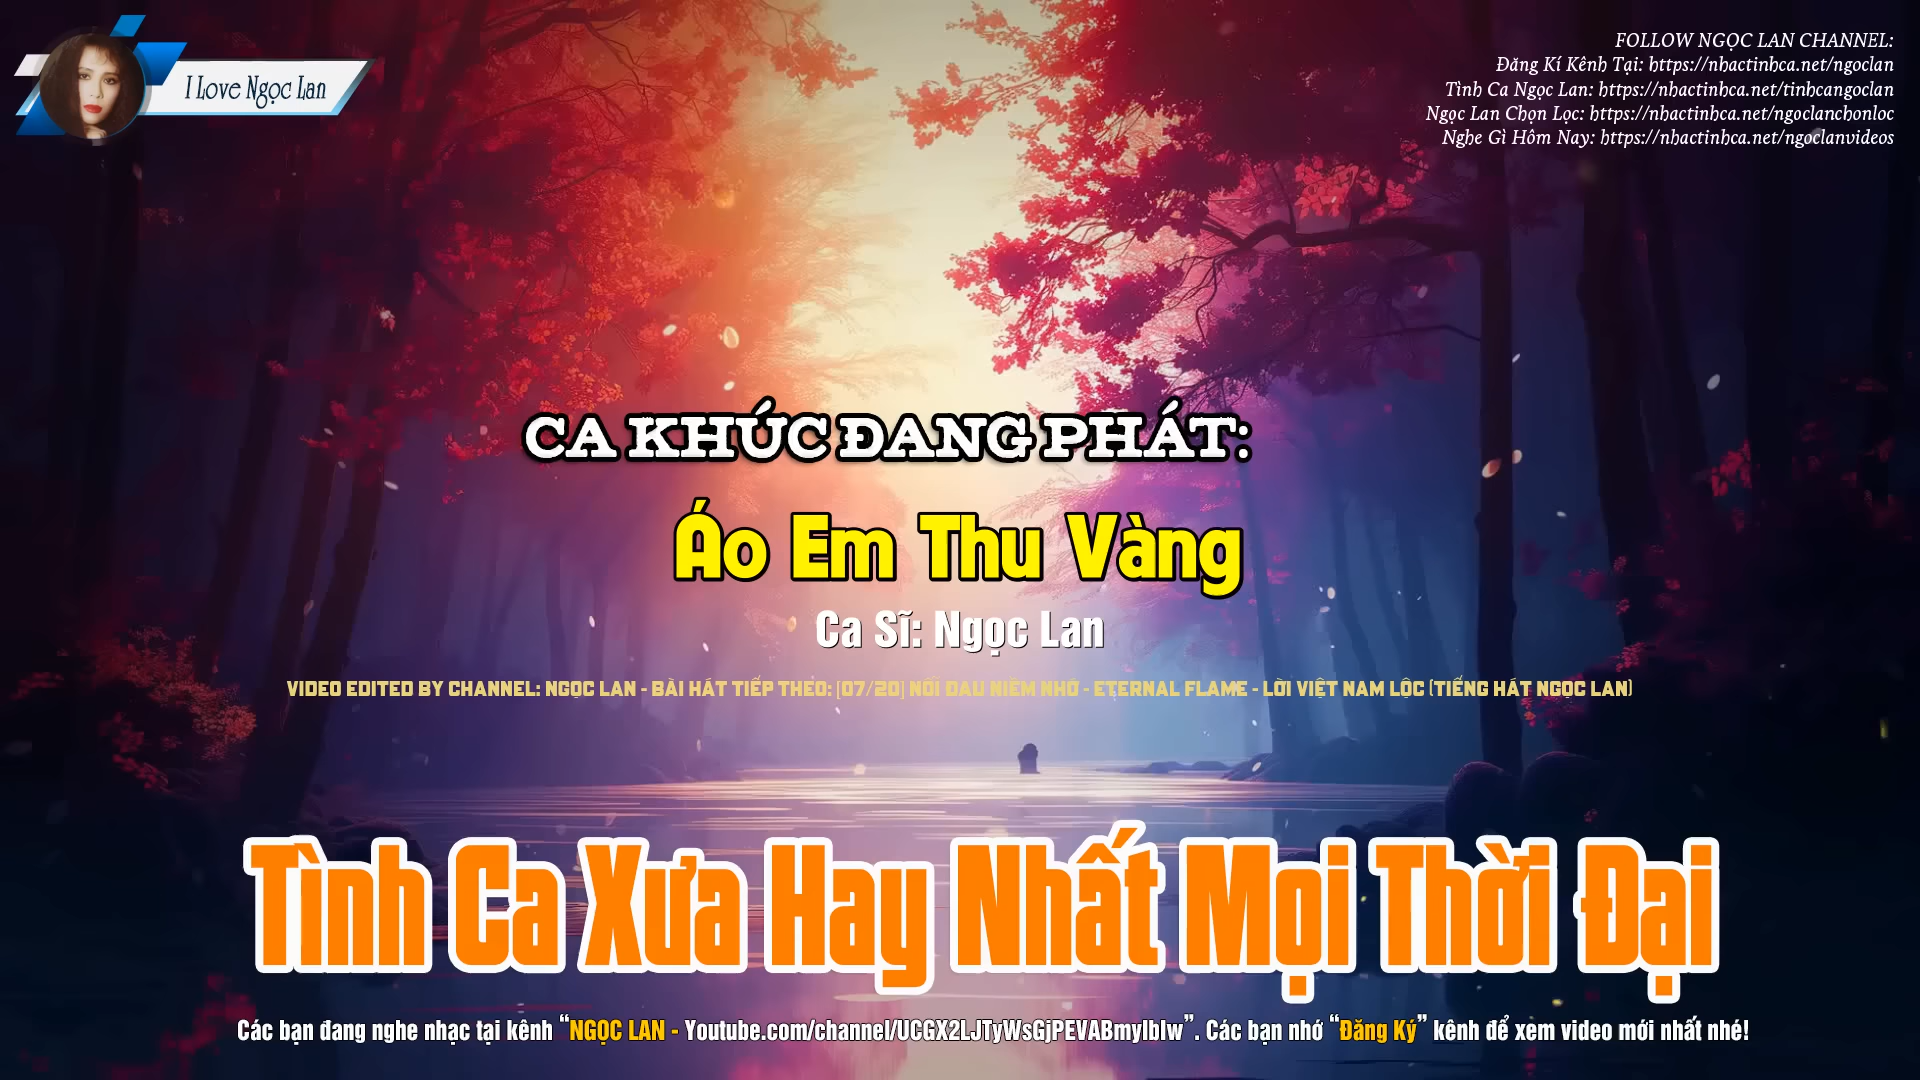 I Love Ngọc Lan
FOLLOW NGỌC LAN CHANNEL:
Đăng Kí Kênh Tại: https://nhactinhca.net/ngoclan
Tình Ca Ngọc Lan: https://nhactinhca.net/tinhcangoclan
Ngọc Lan Chọn Lọc: https://nhactinhca.net/ngoclanchonloc
Nghe Gì Hôm Nay: https://nhactinhca.net/ngoclanvideos
CA KHÚC ĐANG PHÁT:
Áo Em Thu Vàng
Ca Sĩ: Ngọc Lan
VIDEO EDITED BY CHANNEL: NGỌC LAN - BÀI HÁT TIẾP THEO: [07/20] NỖI ĐAU NIỀM NHỚ - ETERNAL FLAME - LỜI VIỆT NAM LỘC (TIẾNG HÁT NGỌC LAN)
Tình Ca Xưa Hay Nhất Mọi Thời Đại
Các bạn đang nghe nhạc tại kênh “NGỌC LAN - Youtube.com/channel/UCGX2LJTyWsGjPEVABmyIbIw”. Các bạn nhớ “Đăng Ký” kênh để xem video mới nhất nhé!